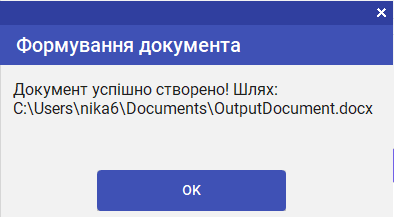 Формування документа
Документ успішно створено! Шлях:
C:\Users\nika6\Documents\OutputDocument.docx
OK